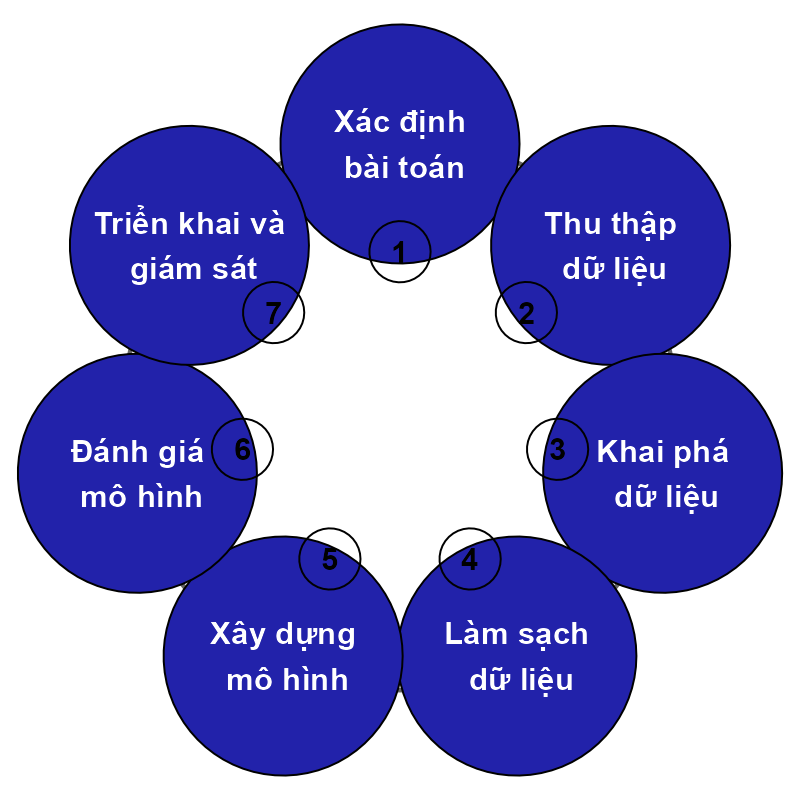 Xác định
bài toán
1
Thu thập
dữ liệu
2
Khai phá
dữ liệu
3
Làm sạch
dữ liệu
4
Xây dựng
mô hình
5
Đánh giá
mô hình
6
Triển khai và
giám sát
7